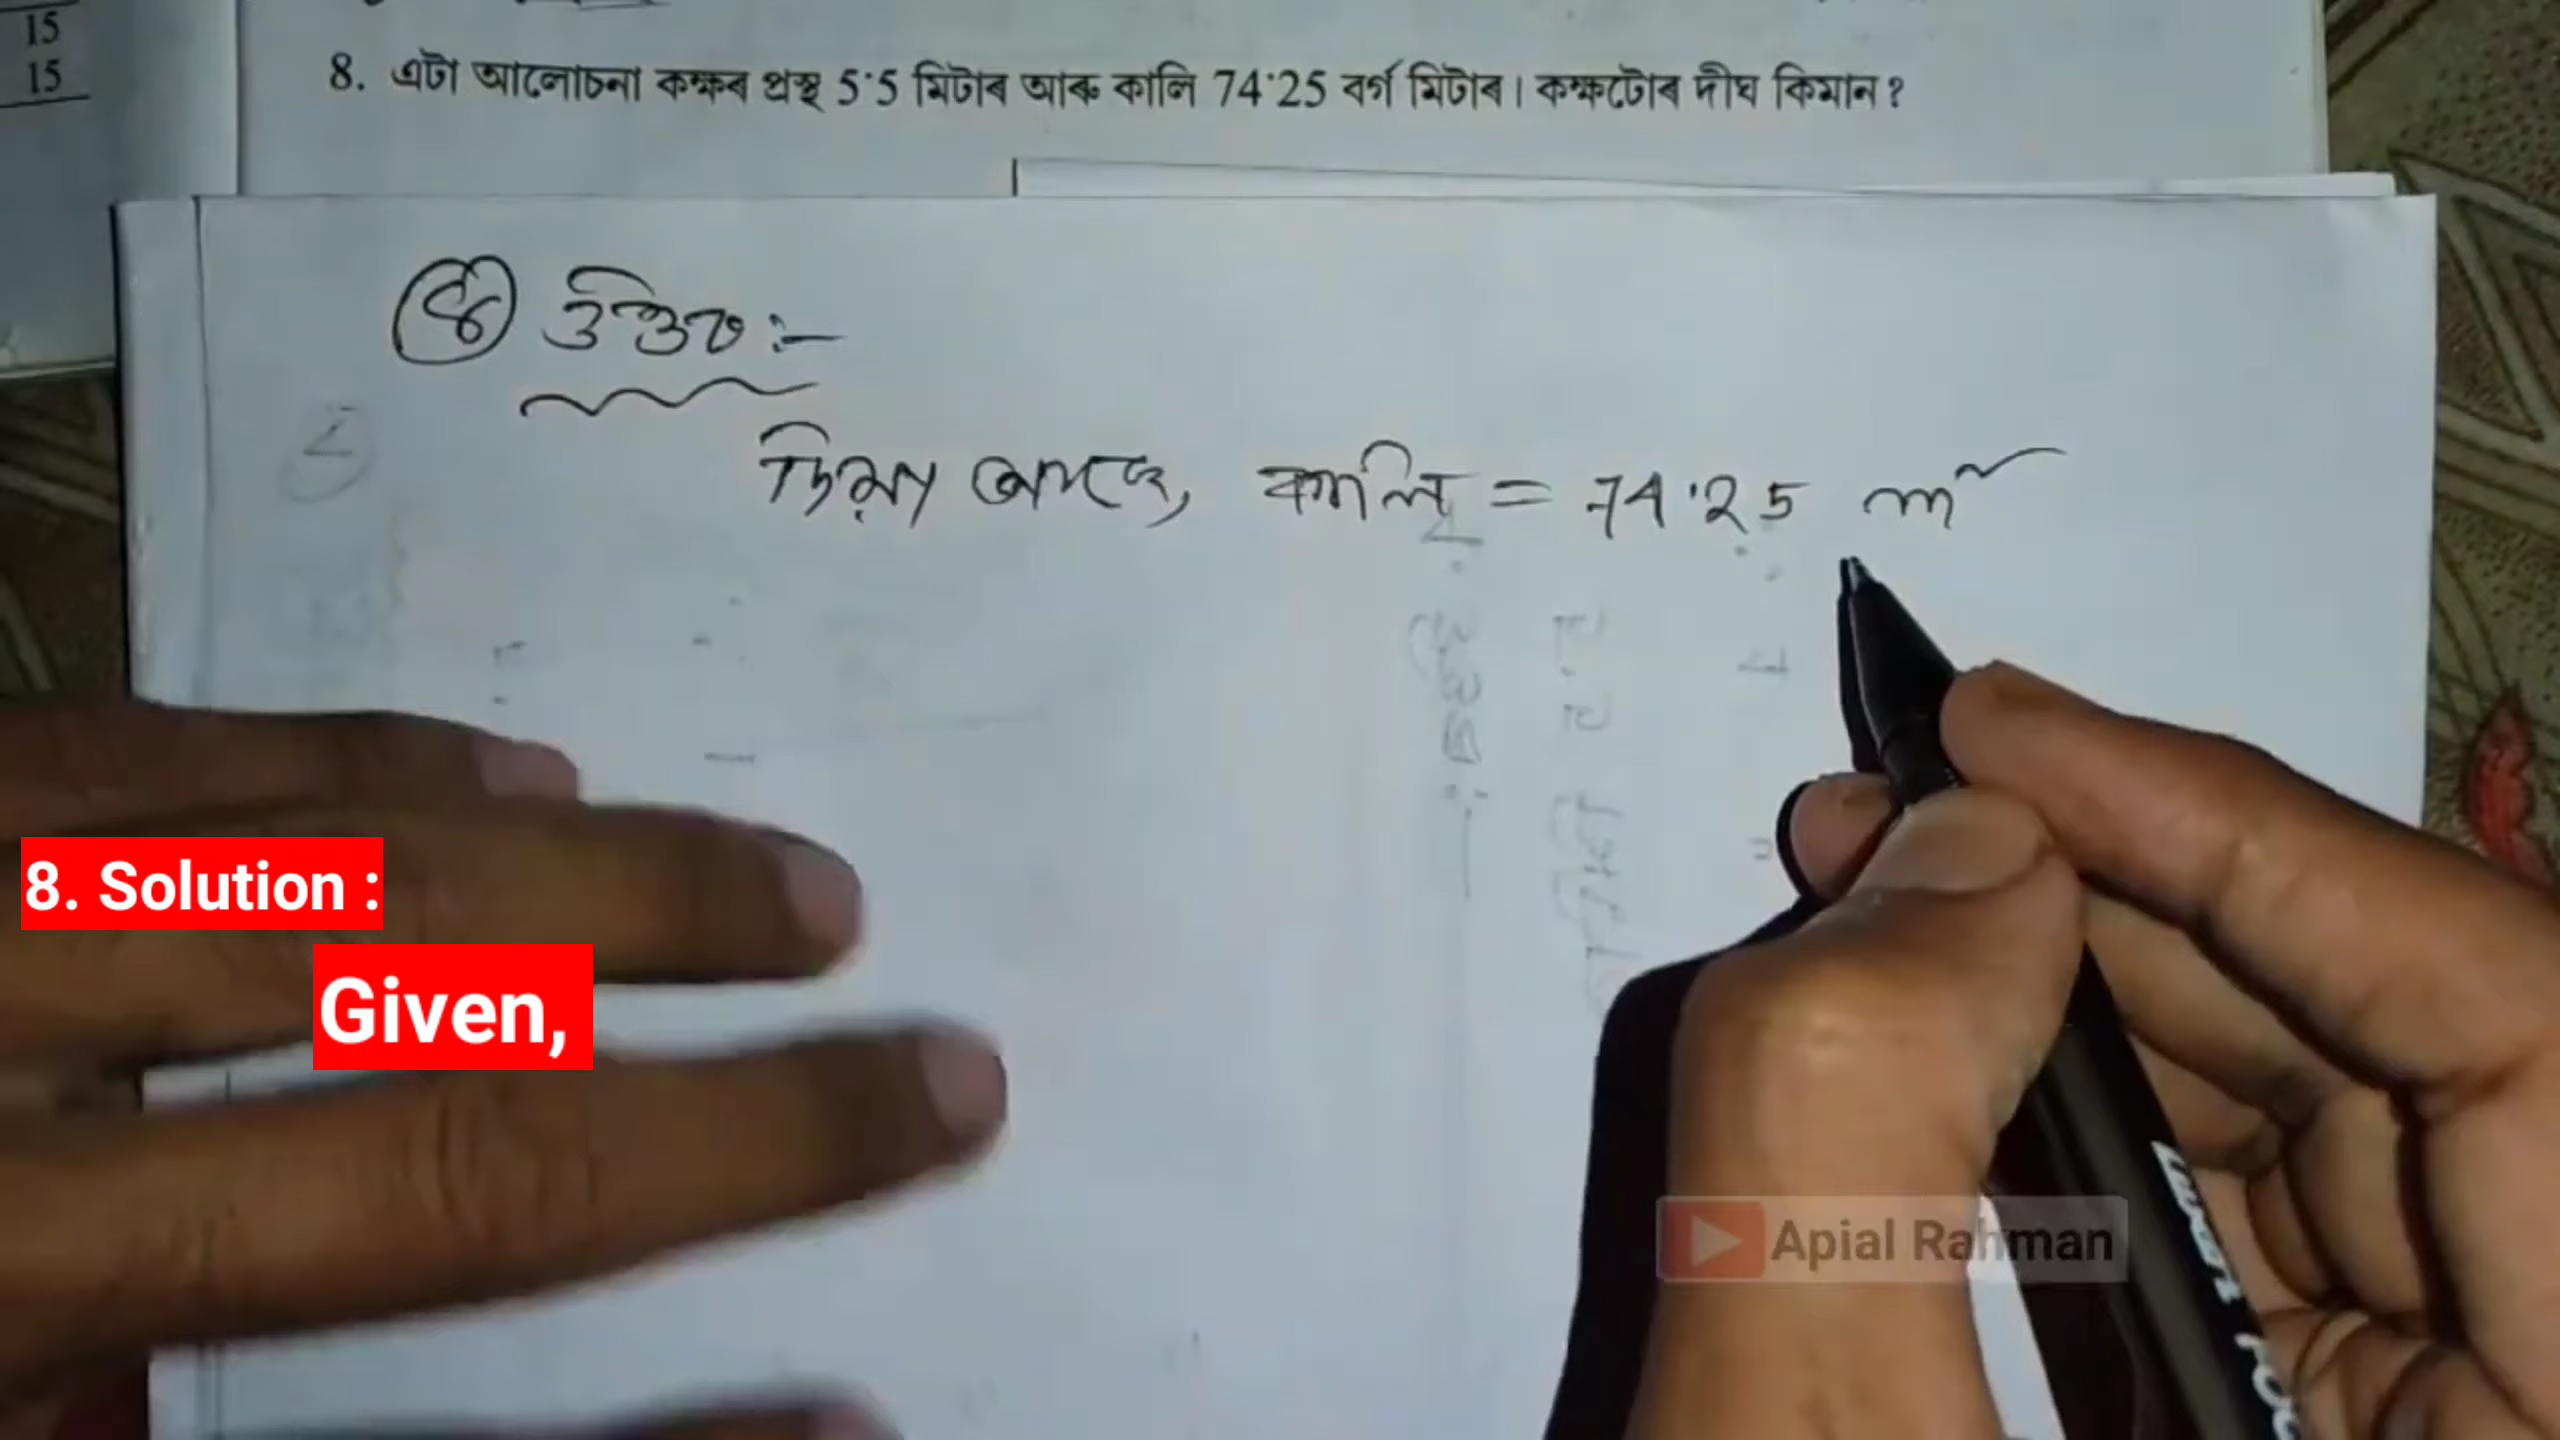 15
15
8. এটা আলোচনা কক্ষৰ প্ৰস্থ 5·5 মিটাৰ আৰু কালি 74·25 বৰ্গ মিটাৰ। কক্ষটোৰ দীঘ কিমান?
8 উত্তৰ :-
দিয়া আছে, কালি = 74·25 m²
8. Solution :
Given,
Apial Rahman